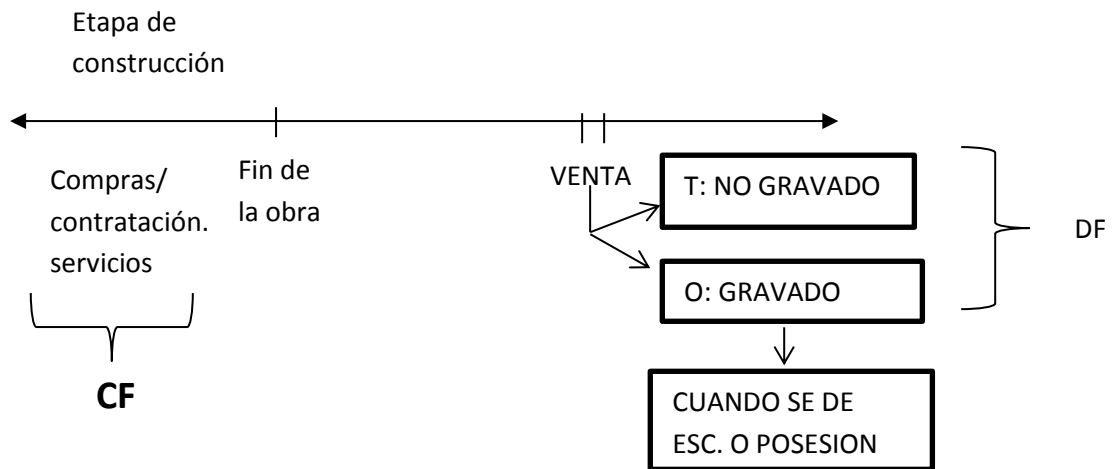 Etapa de
construcción
Compras/
contratación.
servicios
CF
Fin de
la obra
VENTA
T: NO GRAVADO
O: GRAVADO
CUANDO SE DE
ESC. O POSESION
DF